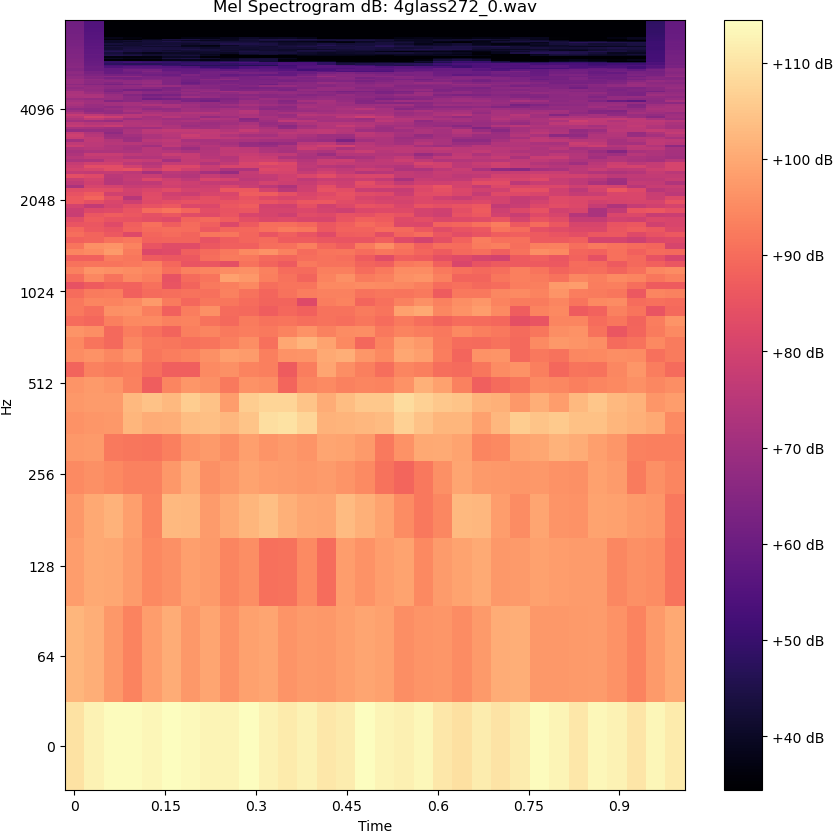 Mel Spectrogram dB: 4glass272_0.wav
Hz
4096
2048
1024
512
256
128
64
0
0 0.15 0.3 0.45 0.6 0.75 0.9
Time
+110 dB
+100 dB
+90 dB
+80 dB
+70 dB
+60 dB
+50 dB
+40 dB